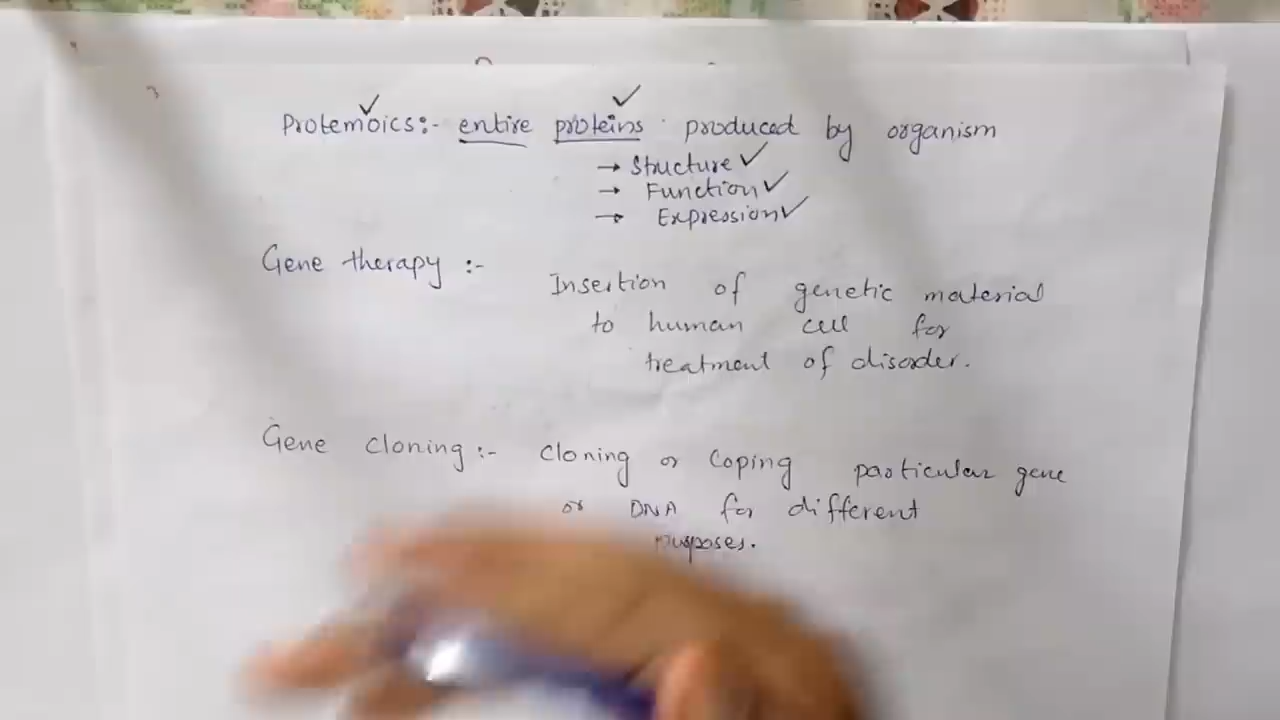 Protemoics:- entire proteins produced by organism
→ Structure ✓
→ Function ✓
→ Expression ✓
Gene therapy :- Insertion of genetic material
to human cell for
treatment of disorder.
Gene cloning :- Cloning or Coping particular gene
or DNA for different
purposes.